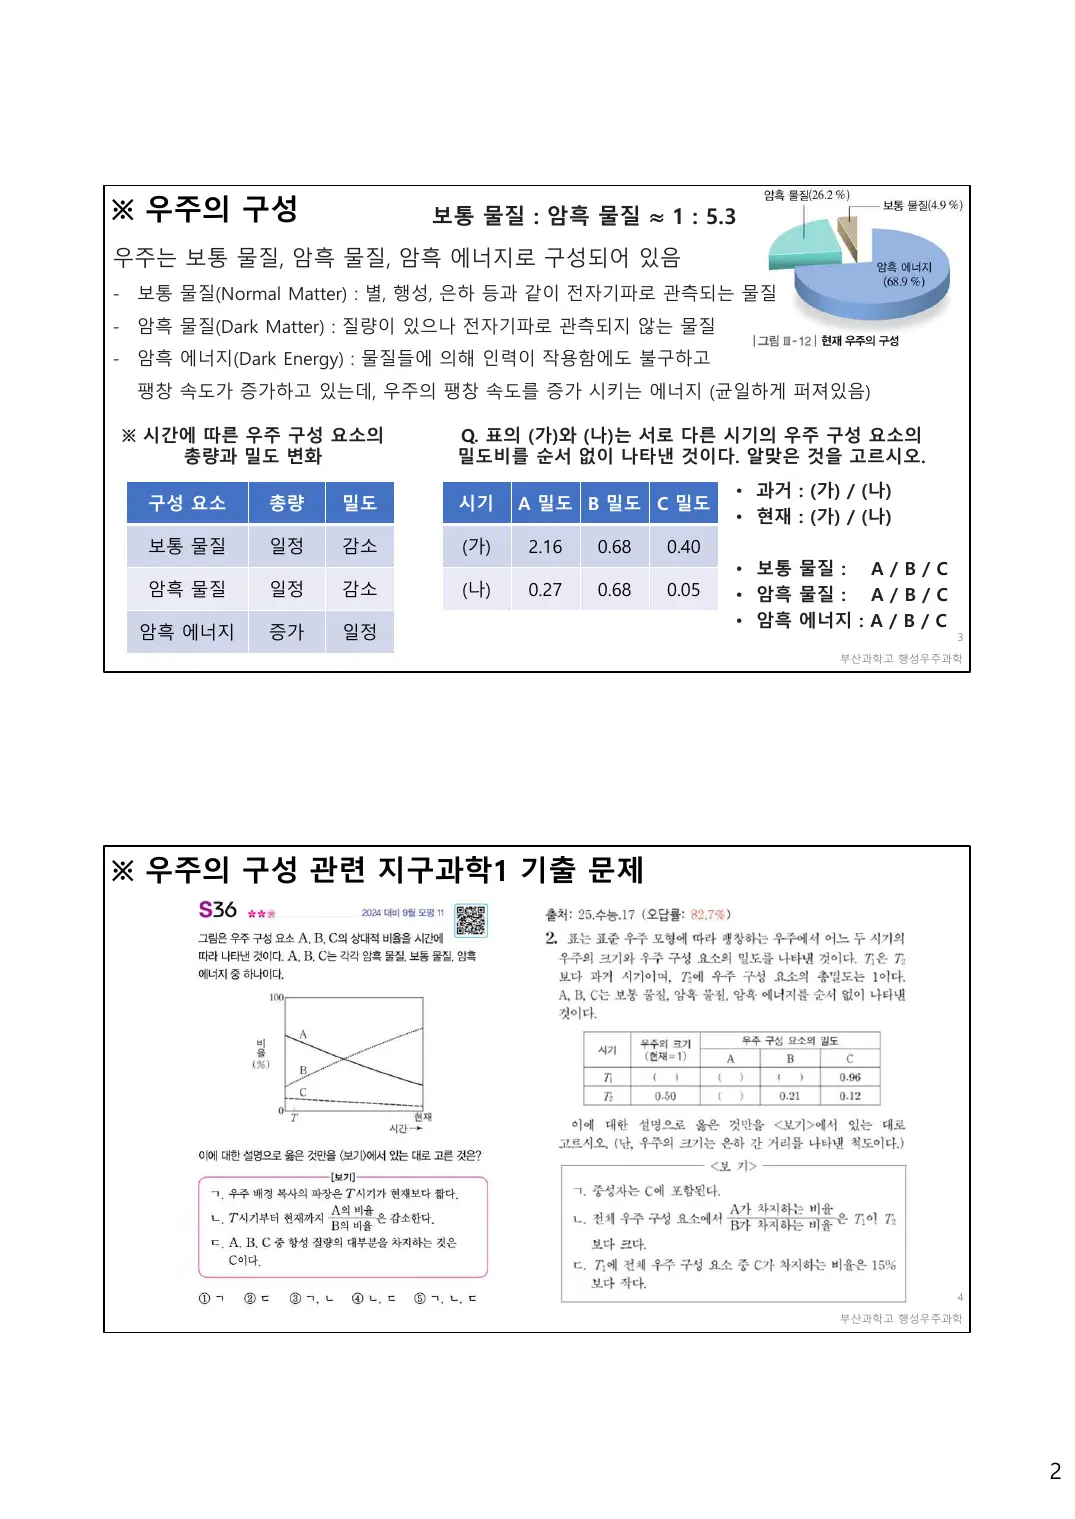 ※ 우주의 구성
보통 물질 : 암흑 물질 ≈ 1 : 5.3
암흑 물질(26.2 %)
보통 물질(4.9 %)
암흑 에너지
(68.9 %)
| 그림 Ⅲ-12 | 현재 우주의 구성
우주는 보통 물질, 암흑 물질, 암흑 에너지로 구성되어 있음
- 보통 물질(Normal Matter) : 별, 행성, 은하 등과 같이 전자기파로 관측되는 물질
- 암흑 물질(Dark Matter) : 질량이 있으나 전자기파로 관측되지 않는 물질
- 암흑 에너지(Dark Energy) : 물질들에 의해 인력이 작용함에도 불구하고
팽창 속도가 증가하고 있는데, 우주의 팽창 속도를 증가 시키는 에너지 (균일하게 퍼져있음)
※ 시간에 따른 우주 구성 요소의
총량과 밀도 변화
구성 요소 총량 밀도
보통 물질 일정 감소
암흑 물질 일정 감소
암흑 에너지 증가 일정
Q. 표의 (가)와 (나)는 서로 다른 시기의 우주 구성 요소의
밀도비를 순서 없이 나타낸 것이다. 알맞은 것을 고르시오.
시기 A 밀도 B 밀도 C 밀도
(가) 2.16 0.68 0.40
(나) 0.27 0.68 0.05
• 과거 : (가) / (나)
• 현재 : (가) / (나)
• 보통 물질 : A / B / C
• 암흑 물질 : A / B / C
• 암흑 에너지 : A / B / C
3
부산과학고 행성우주과학
※ 우주의 구성 관련 지구과학1 기출 문제
S36
2024 대비 9월 모평 11
그림은 우주 구성 요소 A, B, C의 상대적 비율을 시간에
따라 나타낸 것이다. A, B, C는 각각 암흑 물질, 보통 물질, 암흑
에너지 중 하나이다.
100
비율(%)
A
B
C
0
T
현재
시간→
이에 대한 설명으로 옳은 것만을 〈보기〉에서 있는 대로 고른 것은?
[보기]
ㄱ. 우주 배경 복사의 파장은 T시기가 현재보다 짧다.
ㄴ. T시기부터 현재까지 A의 비율/B의 비율 은 감소한다.
ㄷ. A, B, C 중 항성 질량의 대부분을 차지하는 것은
C이다.
① ㄱ ② ㄷ ③ ㄱ, ㄴ ④ ㄴ, ㄷ ⑤ ㄱ, ㄴ, ㄷ
출처: 25.수능.17 (오답률: 82.7%)
2. 표는 표준 우주 모형에 따라 팽창하는 우주에서 어느 두 시기의
우주의 크기와 우주 구성 요소의 밀도를 나타낸 것이다. T₁은 T₂
보다 과거 시기이며, T₂에 우주 구성 요소의 총밀도는 1이다.
A, B, C는 보통 물질, 암흑 물질, 암흑 에너지를 순서 없이 나타낸
것이다.
시기 우주의 크기 (현재=1) 우주 구성 요소의 밀도
A B C
T₁ ( ) ( ) ( ) 0.96
T₂ 0.50 ( ) 0.21 0.12
이에 대한 설명으로 옳은 것만을 <보기>에서 있는 대로
고르시오. (단, 우주의 크기는 은하 간 거리를 나타낸 척도이다.)
<보 기>
ㄱ. 중성자는 C에 포함된다.
ㄴ. 전체 우주 구성 요소에서 A가 차지하는 비율/B가 차지하는 비율 은 T₁이 T₂
보다 크다.
ㄷ. T₁에 전체 우주 구성 요소 중 C가 차지하는 비율은 15%
보다 작다.
4
부산과학고 행성우주과학
2